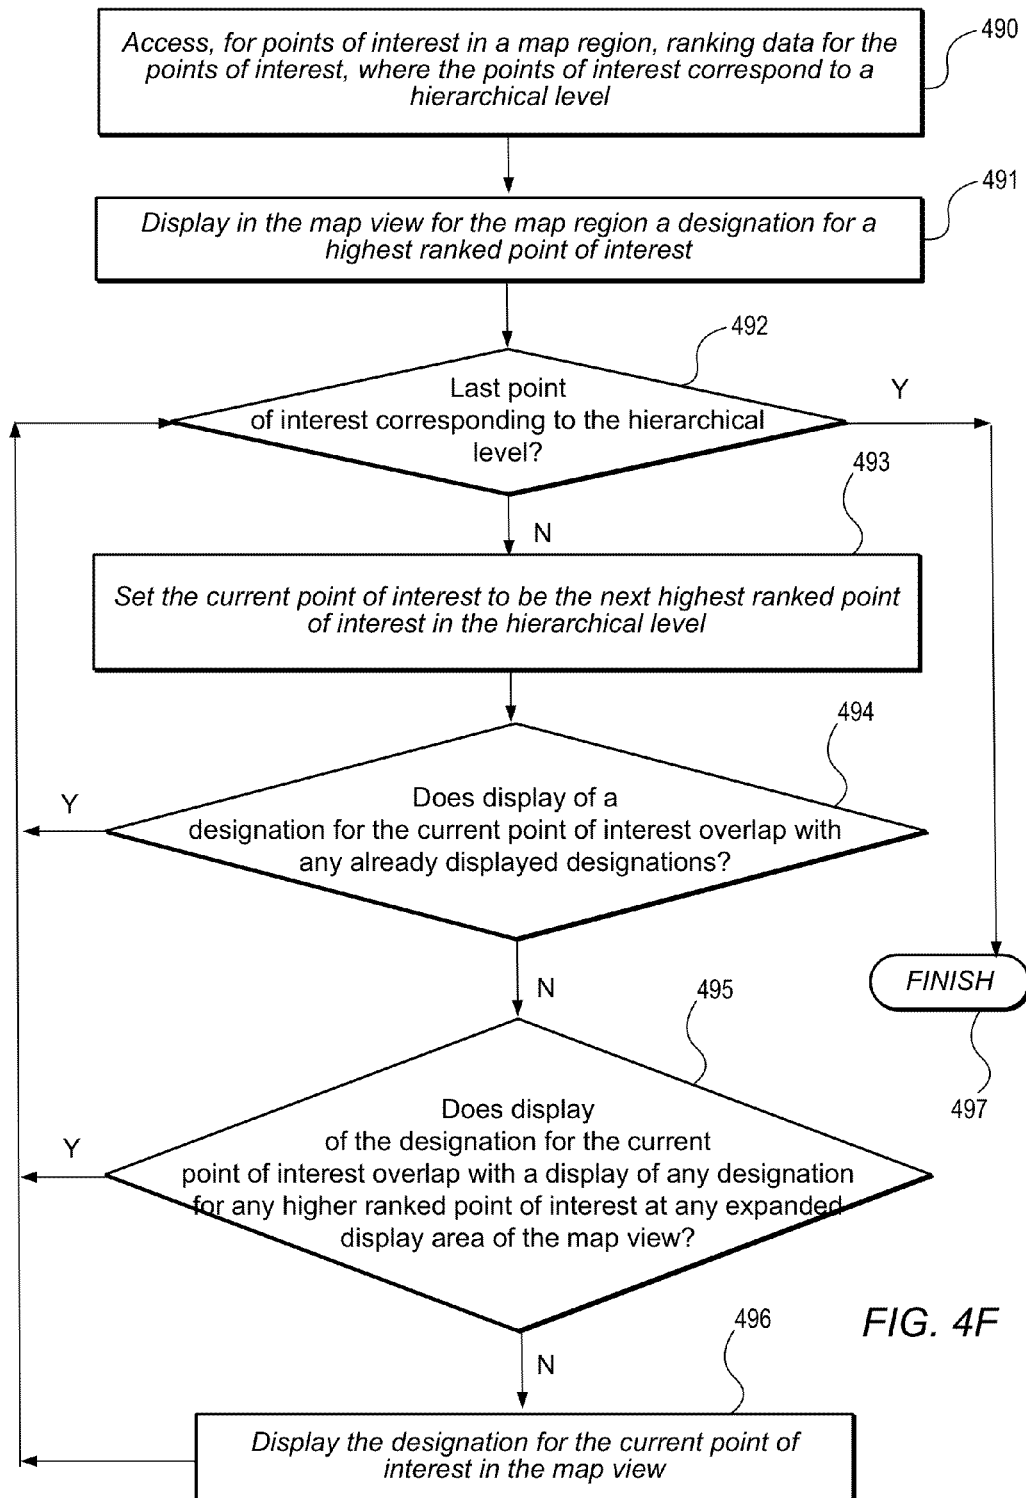 Access, for points of interest in a map region, ranking data for the
points of interest, where the points of interest correspond to a
hierarchical level
490
Display in the map view for the map region a designation for a
highest ranked point of interest
491
492
Last point
of interest corresponding to the hierarchical
level?
Y
N
493
Set the current point of interest to be the next highest ranked point
of interest in the hierarchical level
494
Does display of a
designation for the current point of interest overlap with
any already displayed designations?
Y
N
FINISH
497
495
Does display
of the designation for the current
point of interest overlap with a display of any designation
for any higher ranked point of interest at any expanded
display area of the map view?
Y
N
FIG. 4F
496
Display the designation for the current point of
interest in the map view